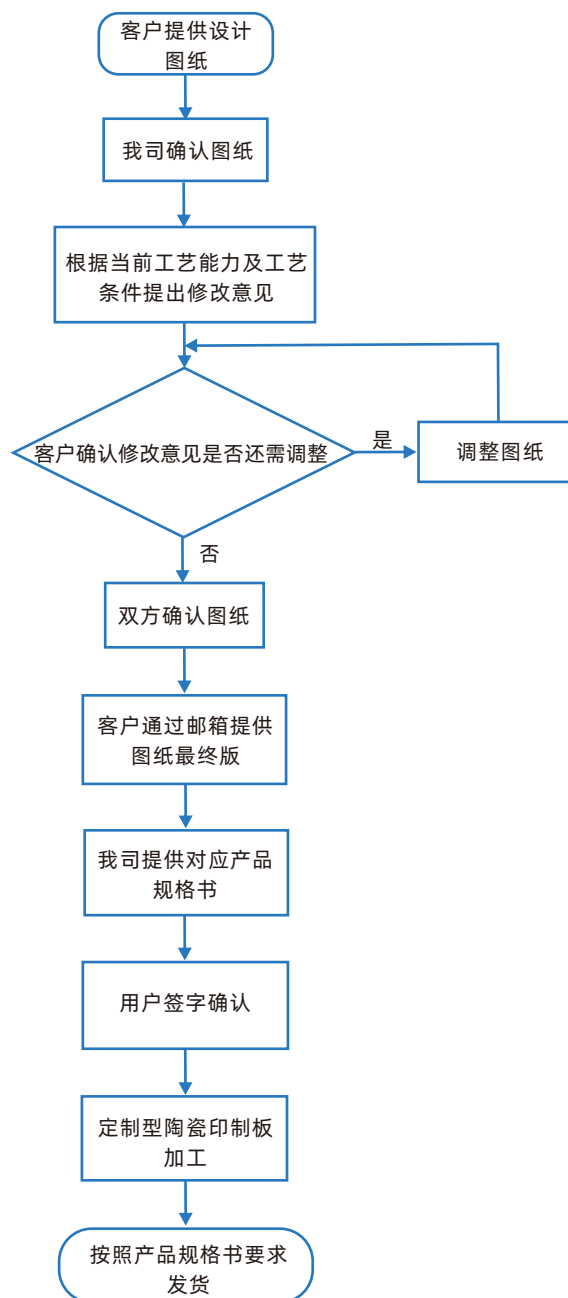 客户提供设计
图纸
我司确认图纸
根据当前工艺能力及工艺
条件提出修改意见
客户确认修改意见是否还需调整
是
调整图纸
否
双方确认图纸
客户通过邮箱提供
图纸最终版
我司提供对应产品
规格书
用户签字确认
定制型陶瓷印制板
加工
按照产品规格书要求
发货